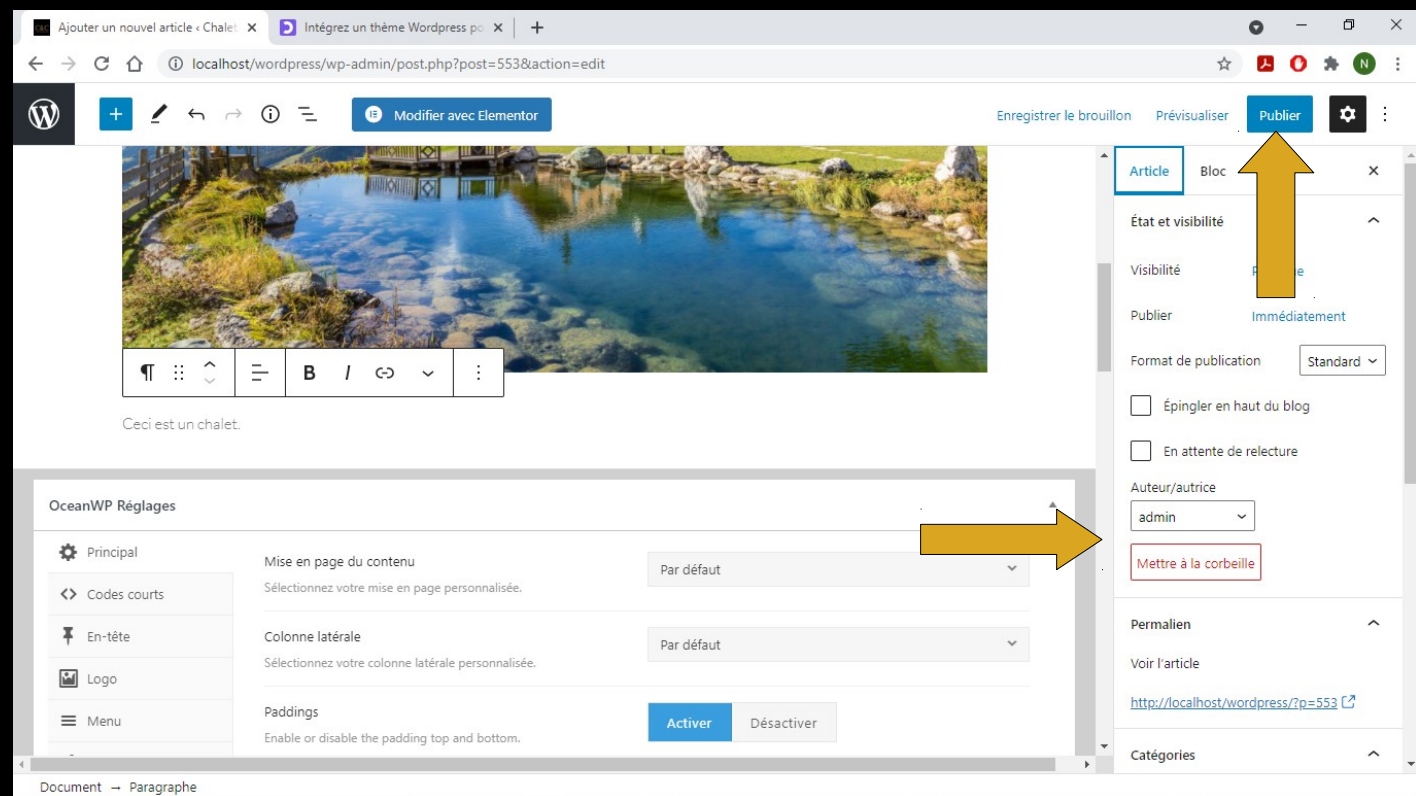 Ajouter un nouvel article ‹ Chalet
Intégrez un thème Wordpress po
localhost/wordpress/wp-admin/post.php?post=553&action=edit
N
Modifier avec Elementor
Enregistrer le brouillon
Prévisualiser
Publier
Article
Bloc
État et visibilité
Visibilité
Publier
Immédiatement
Format de publication
Standard
Épingler en haut du blog
En attente de relecture
Auteur/autrice
admin
Mettre à la corbeille
Permalien
Voir l'article
http://localhost/wordpress/?p=553
Catégories
B I
Ceci est un chalet.
OceanWP Réglages
Principal
Codes courts
En-tête
Logo
Menu
Mise en page du contenu
Par défaut
Sélectionnez votre mise en page personnalisée.
Colonne latérale
Par défaut
Sélectionnez votre colonne latérale personnalisée.
Paddings
Activer
Désactiver
Enable or disable the padding top and bottom.
Document → Paragraphe